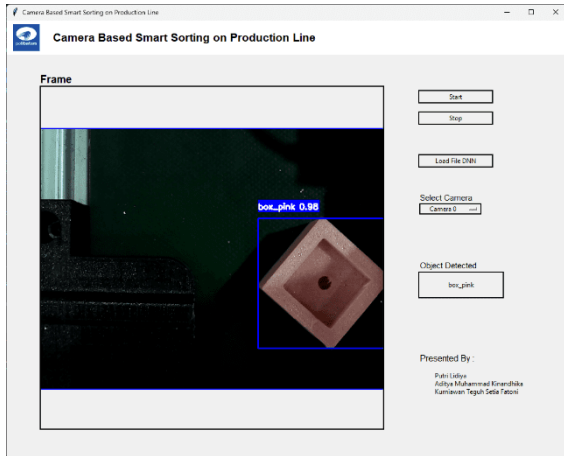 Camera Based Smart Sorting on Production Line
Camera Based Smart Sorting on Production Line
Frame
box_pink 0.98
Start
Stop
Load File DNN
Select Camera
Camera 0
Object Detected
box_pink
Presented By :
Putri Lidiya
Aditya Muhammad Kinandhika
Kurniawan Teguh Setia Fatoni